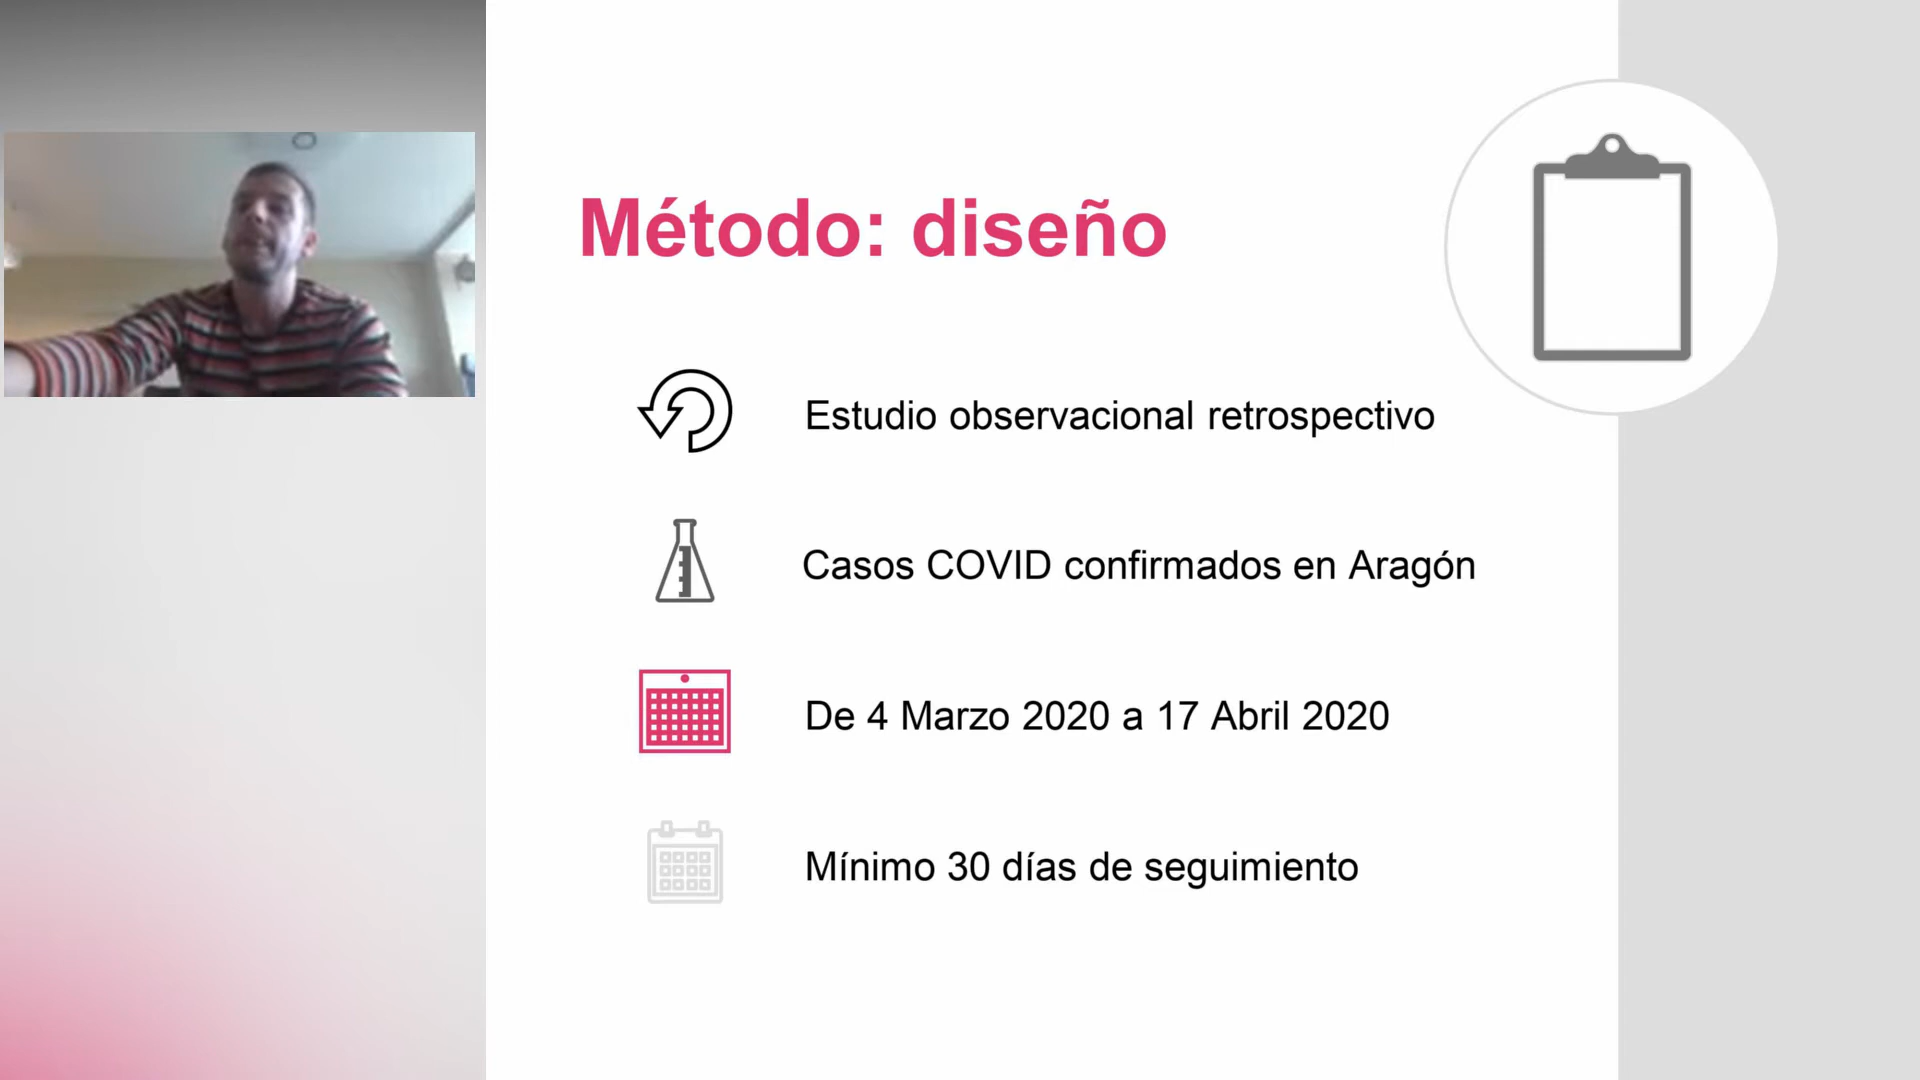 Método: diseño
Estudio observacional retrospectivo
Casos COVID confirmados en Aragón
De 4 Marzo 2020 a 17 Abril 2020
Mínimo 30 días de seguimiento